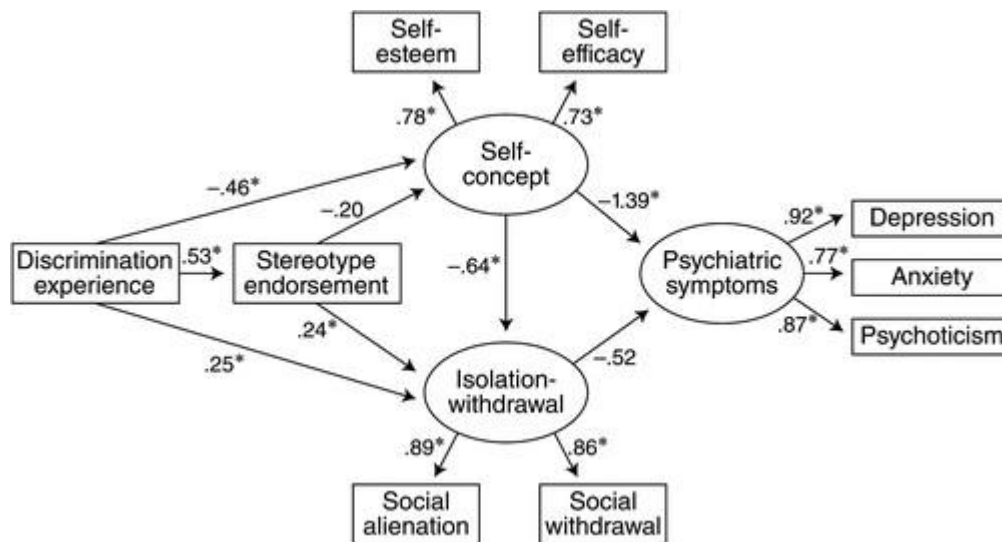 Self-
esteem
Self-
efficacy
.78*
.73*
Self-
concept
–.46*
–.20
–1.39*
.92*
Depression
Discrimination
experience
.53*
Stereotype
endorsement
–.64*
Psychiatric
symptoms
.77*
Anxiety
.87*
Psychoticism
.24*
.25*
–.52
Isolation-
withdrawal
.89*
.86*
Social
alienation
Social
withdrawal